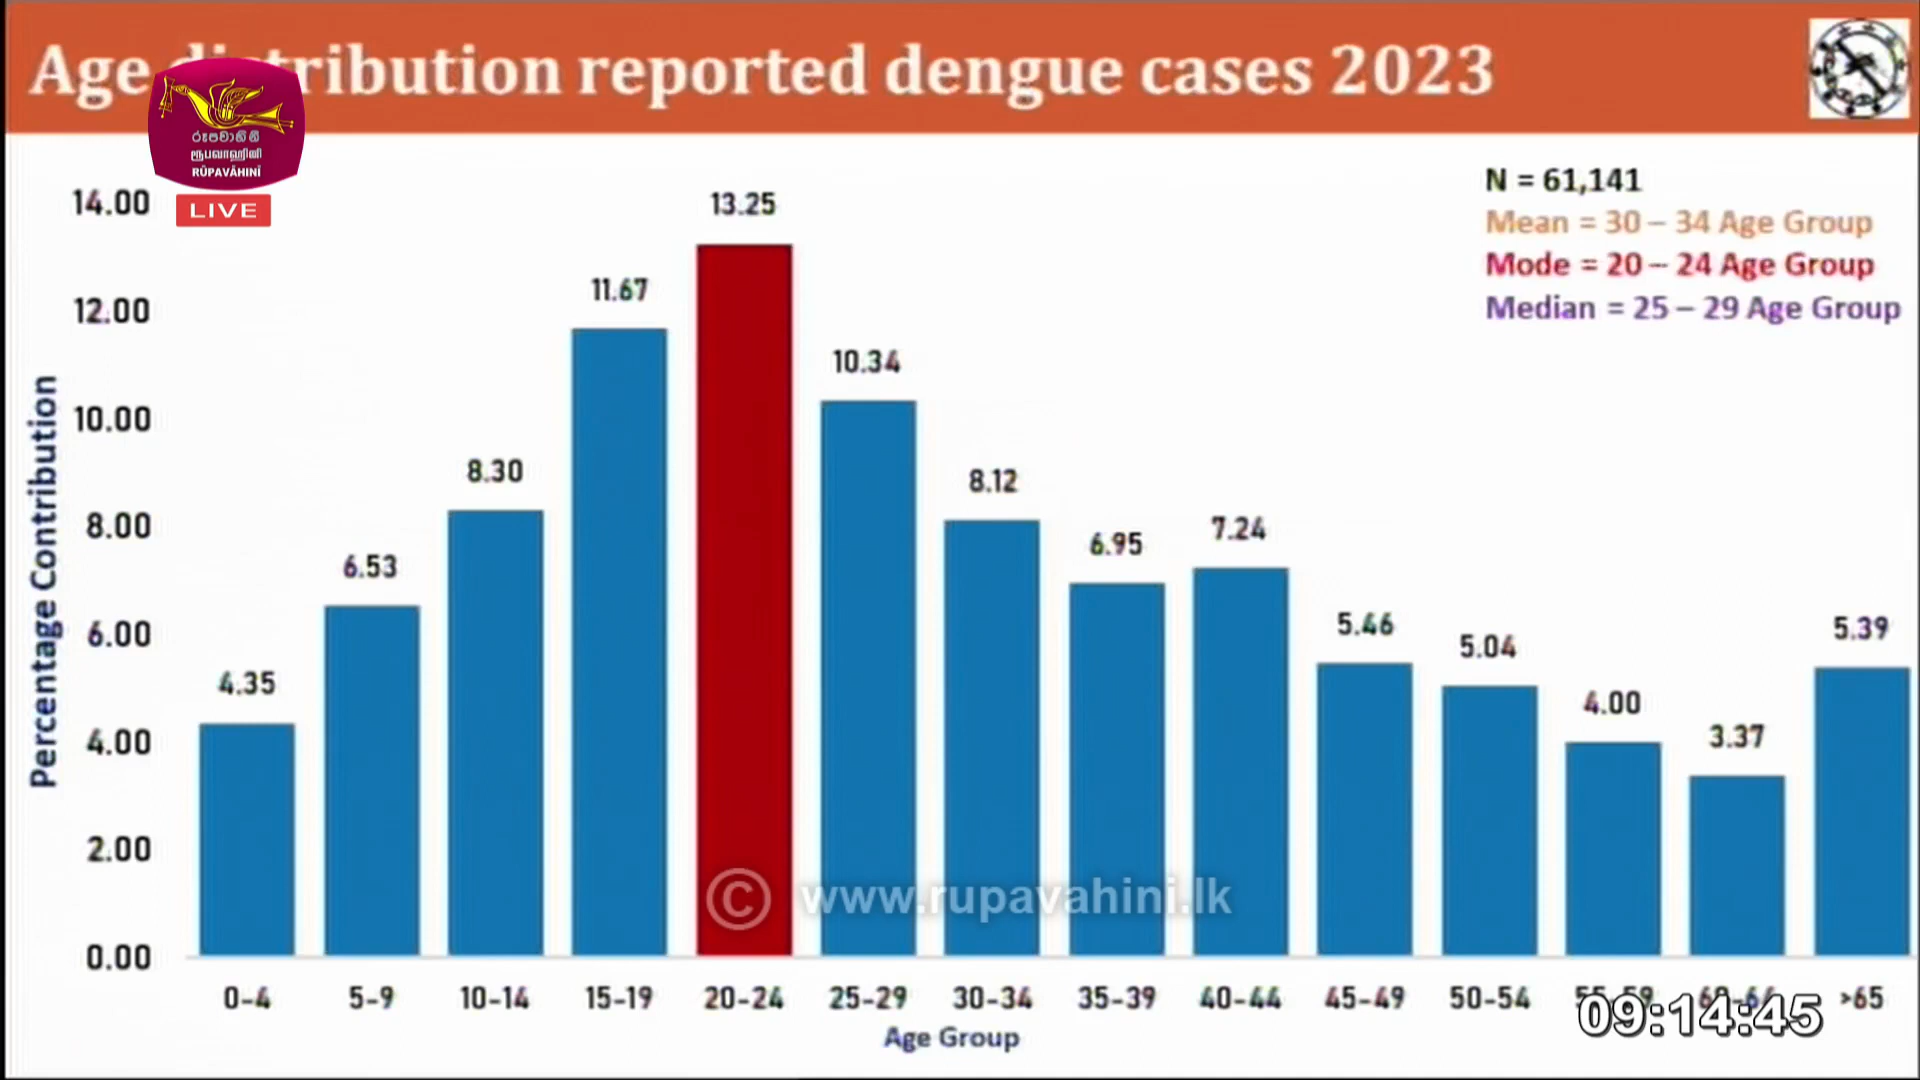 Age distribution reported dengue cases 2023
රූපවාහිනී
ரூபவாஹினி
RŪPAVĀHINĪ
LIVE
N = 61,141
Mean = 30 – 34 Age Group
Mode = 20 – 24 Age Group
Median = 25 – 29 Age Group
Percentage Contribution
14.00
12.00
10.00
8.00
6.00
4.00
2.00
0.00
4.35
6.53
8.30
11.67
13.25
10.34
8.12
6.95
7.24
5.46
5.04
4.00
3.37
5.39
© www.rupavahini.lk
0-4 5-9 10-14 15-19 20-24 25-29 30-34 35-39 40-44 45-49 50-54 55-59 60-64 >65
Age Group
09:14:45